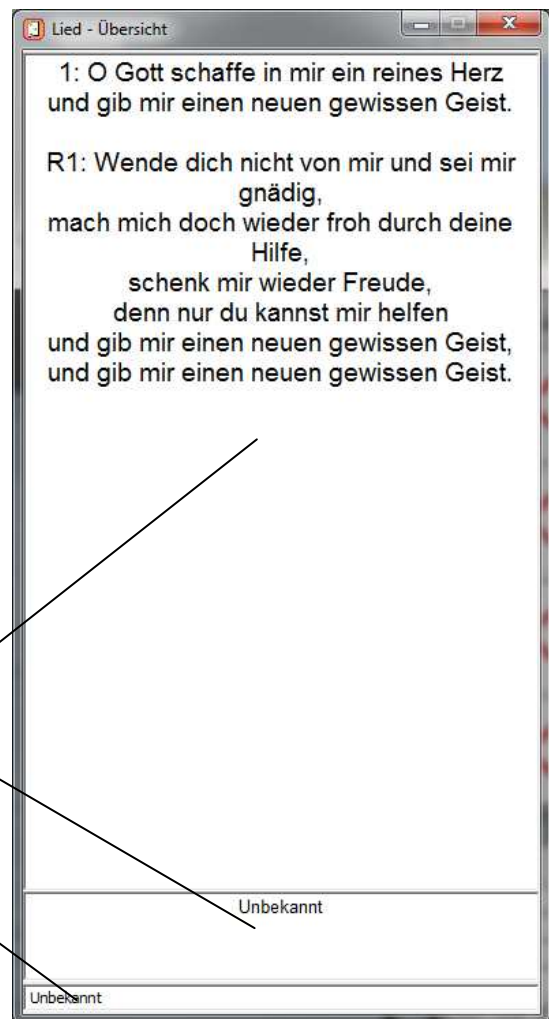 Lied - Übersicht
1: O Gott schaffe in mir ein reines Herz
und gib mir einen neuen gewissen Geist.
R1: Wende dich nicht von mir und sei mir
gnädig,
mach mich doch wieder froh durch deine
Hilfe,
schenk mir wieder Freude,
denn nur du kannst mir helfen
und gib mir einen neuen gewissen Geist,
und gib mir einen neuen gewissen Geist.
Unbekannt
Unbekannt